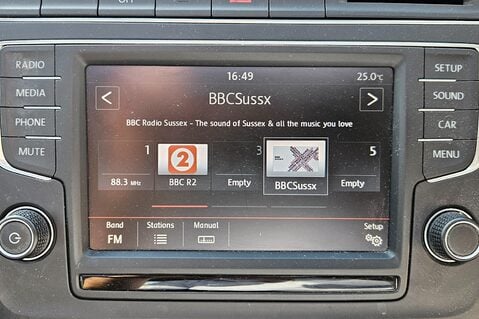 OFF
16:49 25.0°C
RADIO
MEDIA
PHONE
MUTE
SETUP
SOUND
CAR
MENU
< BBCSussx >
BBC Radio Sussex - The sound of Sussex & all the music you love
1 2 3 5
88.3 MHz BBC R2 Empty BBCSussx Empty
Band Stations Manual Setup
FM